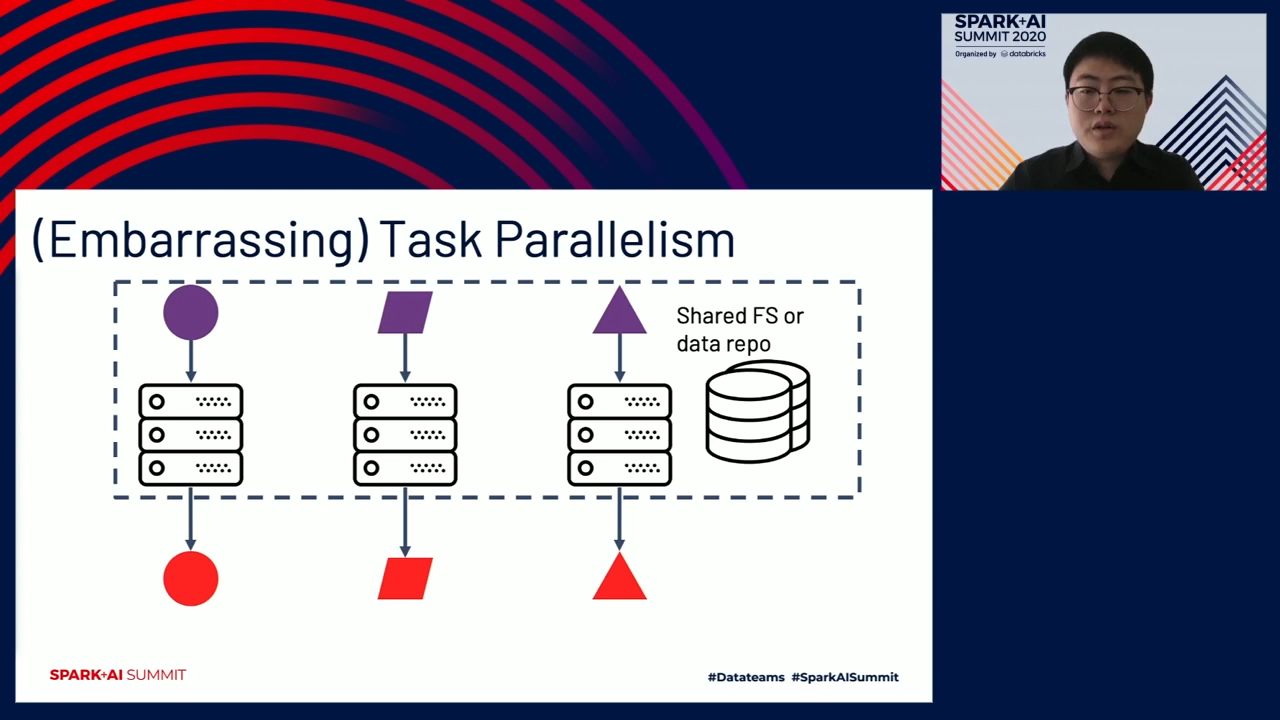 SPARK+AI
SUMMIT 2020
Organized by databricks
(Embarrassing) Task Parallelism
Shared FS or
data repo
SPARK+AI SUMMIT
#Datateams #SparkAISummit